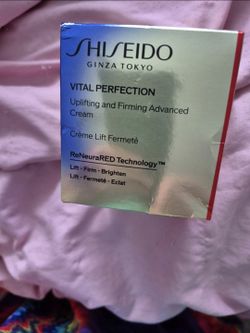 SHISEIDO
GINZA TOKYO
VITAL PERFECTION
Uplifting and Firming Advanced
Cream
Crème Lift Fermeté
ReNeuraRED Technology™
Lift - Firm - Brighten
Lift - Fermeté - Eclat